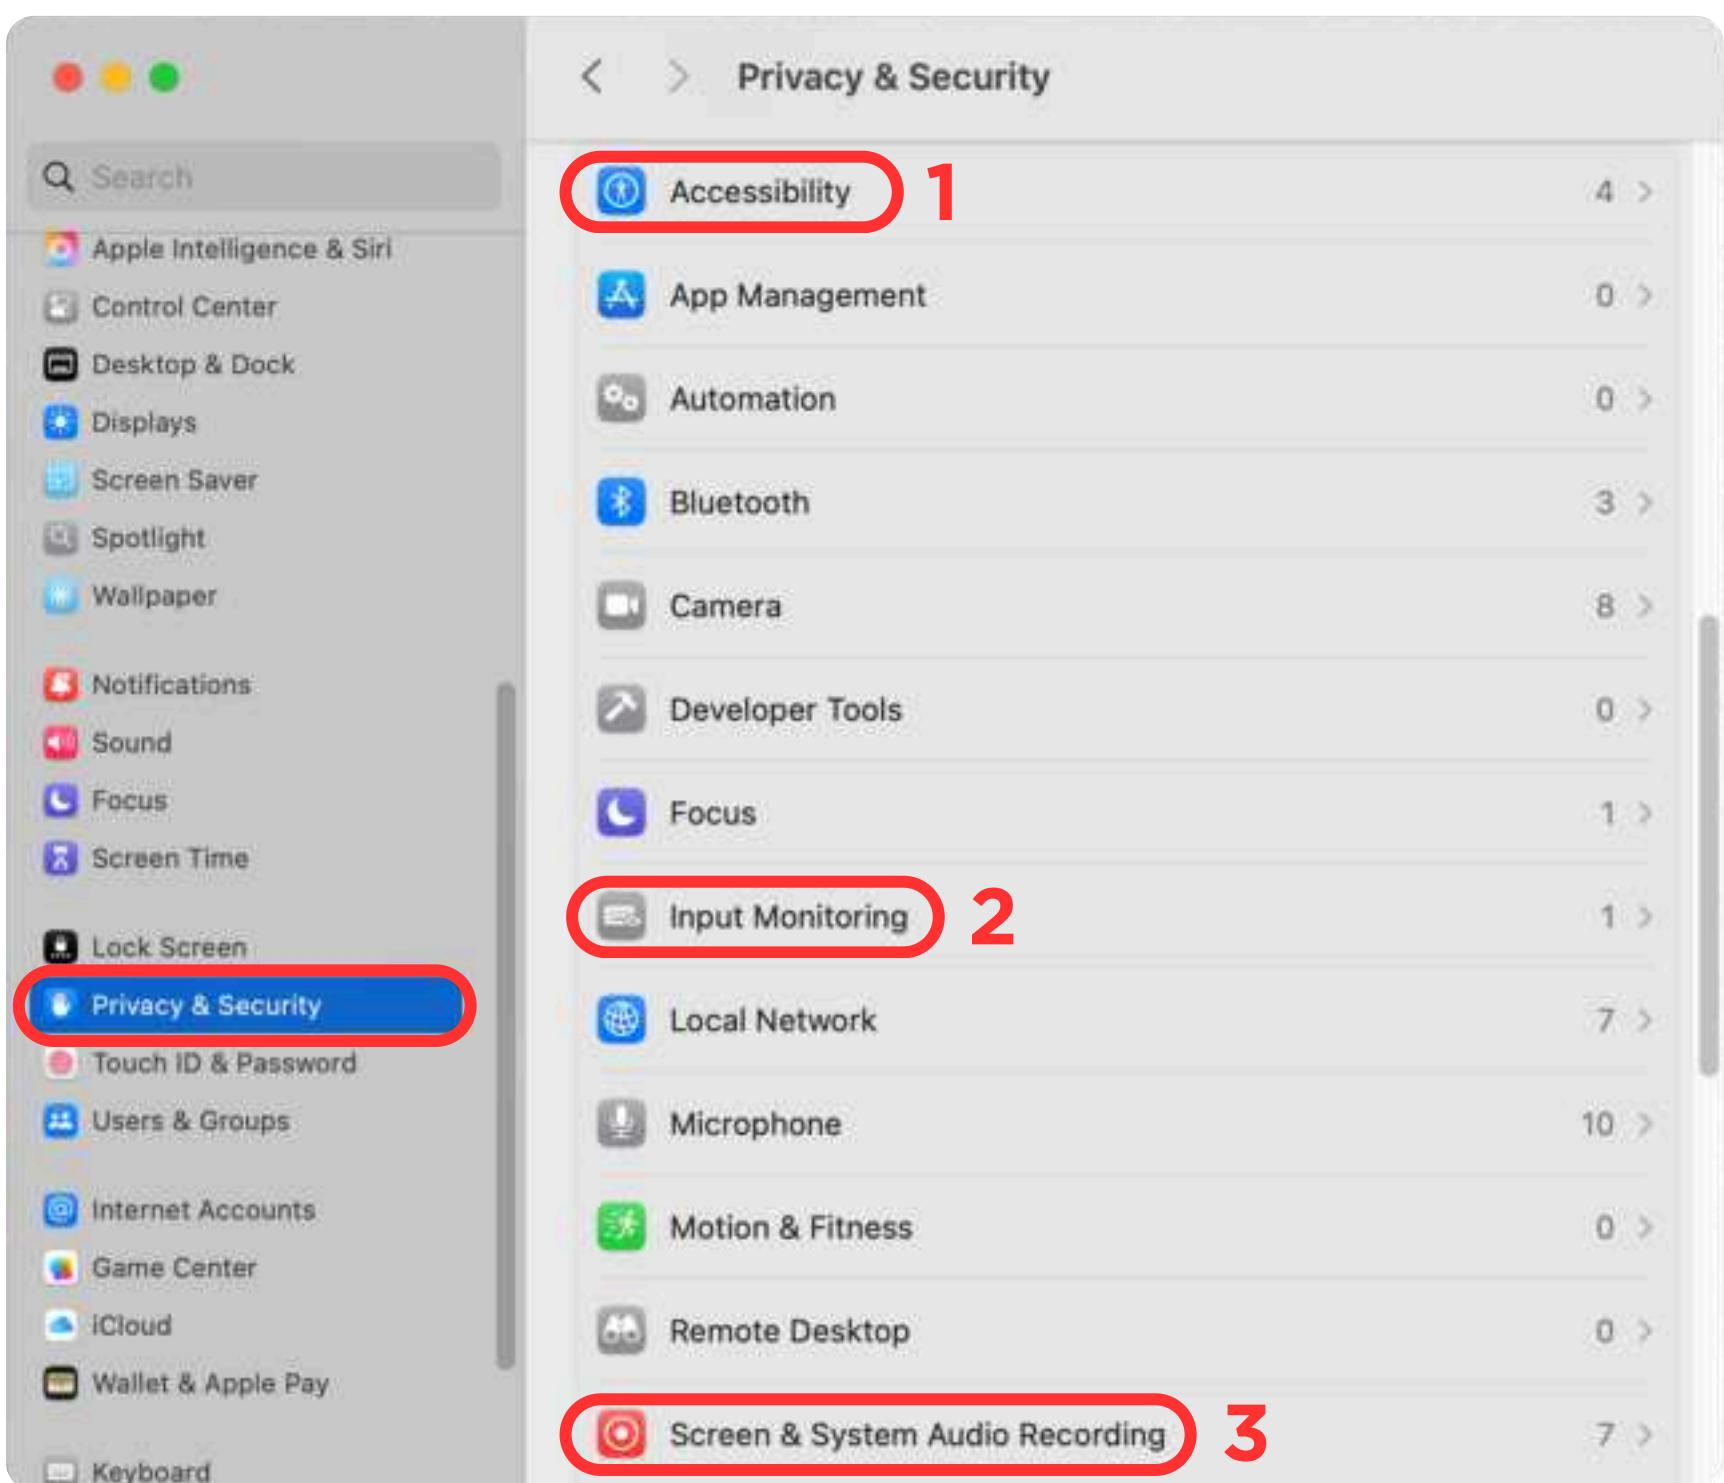 Privacy & Security
Search
Apple Intelligence & Siri
Control Center
Desktop & Dock
Displays
Screen Saver
Spotlight
Wallpaper
Notifications
Sound
Focus
Screen Time
Lock Screen
Privacy & Security
Touch ID & Password
Users & Groups
Internet Accounts
Game Center
iCloud
Wallet & Apple Pay
Keyboard
Accessibility 1 4
App Management 0
Automation 0
Bluetooth 3
Camera 8
Developer Tools 0
Focus 1
Input Monitoring 2 1
Local Network 7
Microphone 10
Motion & Fitness 0
Remote Desktop 0
Screen & System Audio Recording 3 7